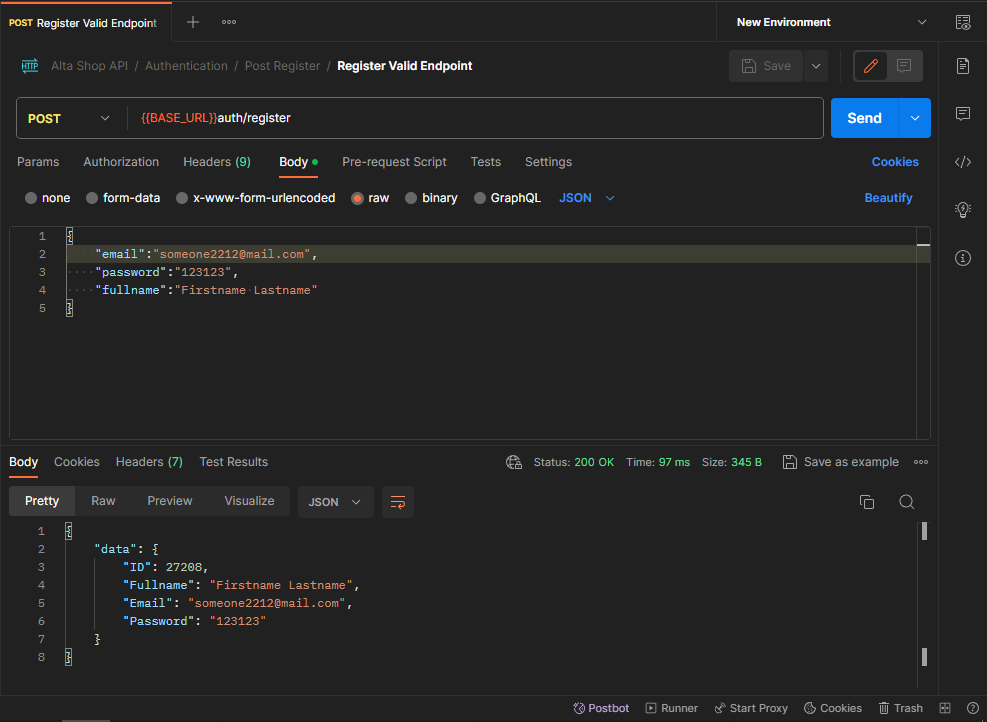 POST Register Valid Endpoint
New Environment
HTTP Alta Shop API / Authentication / Post Register / Register Valid Endpoint
Save
POST {{BASE_URL}}auth/register
Send
Params Authorization Headers (9) Body Pre-request Script Tests Settings Cookies
none form-data x-www-form-urlencoded raw binary GraphQL JSON Beautify
1 {
2 "email":"someone2212@mail.com",
3 "password":"123123",
4 "fullname":"Firstname Lastname"
5 }
Body Cookies Headers (7) Test Results Status: 200 OK Time: 97 ms Size: 345 B Save as example
Pretty Raw Preview Visualize JSON
1 {
2 "data": {
3 "ID": 27208,
4 "Fullname": "Firstname Lastname",
5 "Email": "someone2212@mail.com",
6 "Password": "123123"
7 }
8 }
Postbot Runner Start Proxy Cookies Trash